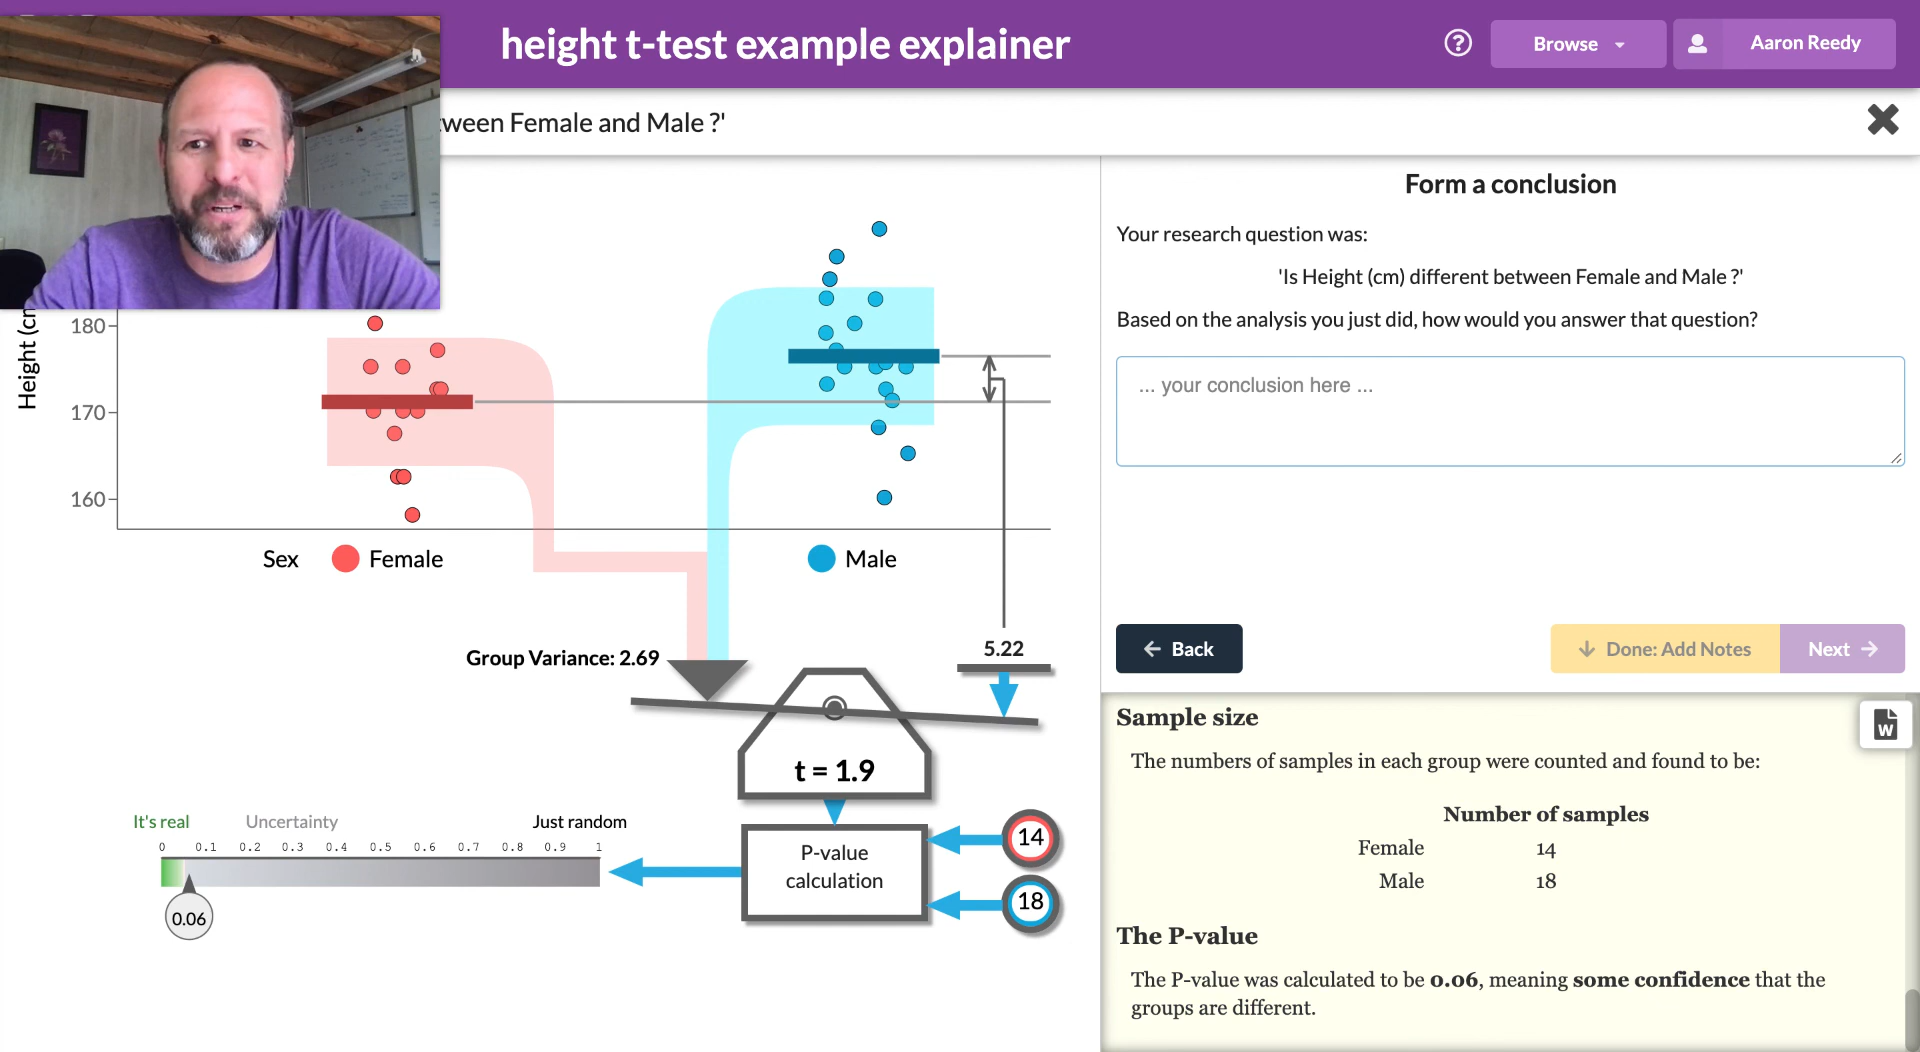 height t-test example explainer
Browse
Aaron Reedy
tween Female and Male ?'
Height (cm
180
170
160
Sex
Female
Male
Group Variance: 2.69
5.22
t = 1.9
It's real
Uncertainty
Just random
0 0.1 0.2 0.3 0.4 0.5 0.6 0.7 0.8 0.9 1
0.06
P-value
calculation
14
18
Form a conclusion
Your research question was:
'Is Height (cm) different between Female and Male ?'
Based on the analysis you just did, how would you answer that question?
... your conclusion here ...
Back
Done: Add Notes
Next
Sample size
W
The numbers of samples in each group were counted and found to be:
Number of samples
Female 14
Male 18
The P-value
The P-value was calculated to be 0.06, meaning some confidence that the
groups are different.